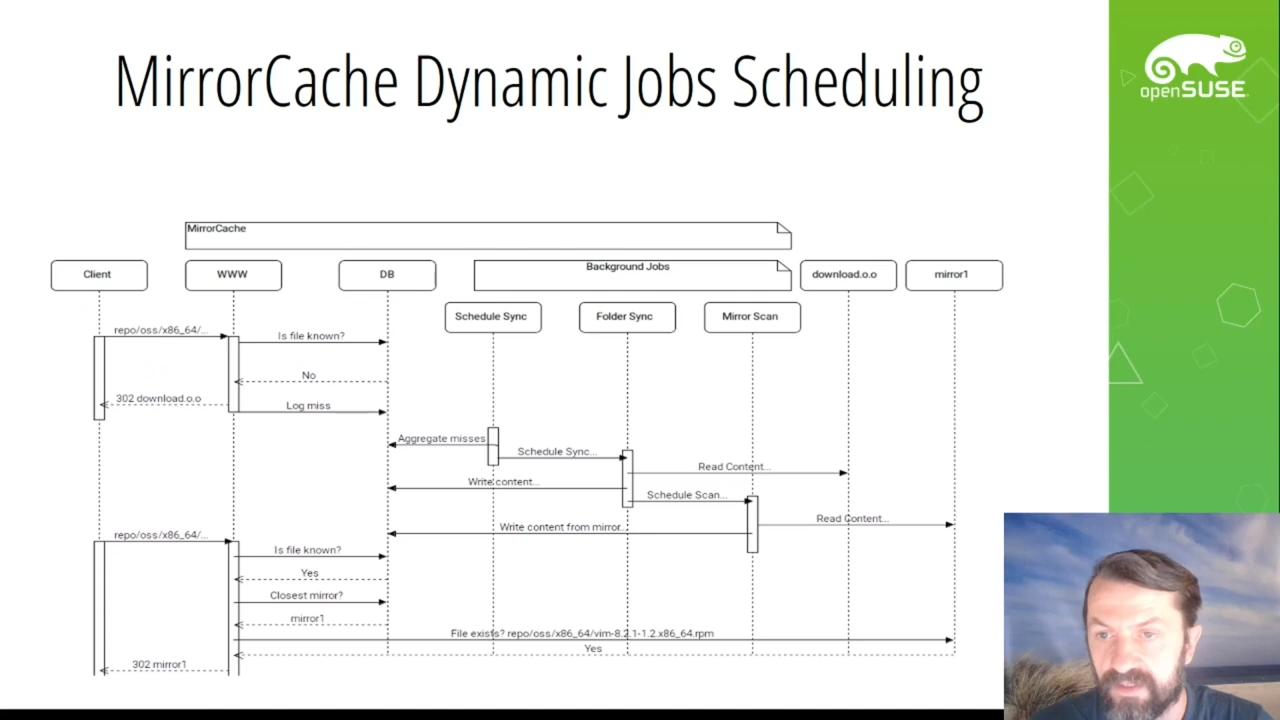 MirrorCache Dynamic Jobs Scheduling
openSUSE
MirrorCache
Client
WWW
DB
Background Jobs
download.o.o
mirror1
Schedule Sync
Folder Sync
Mirror Scan
repo/oss/x86_64/...
Is file known?
No
302 download.o.o
Log miss
Aggregate misses
Schedule Sync...
Read Content...
Write content...
Schedule Scan...
Read Content...
Write content from mirror...
repo/oss/x86_64/...
Is file known?
Yes
Closest mirror?
mirror1
File exists? repo/oss/x86_64/vim-8.2.1-1.2.x86_64.rpm
Yes
302 mirror1